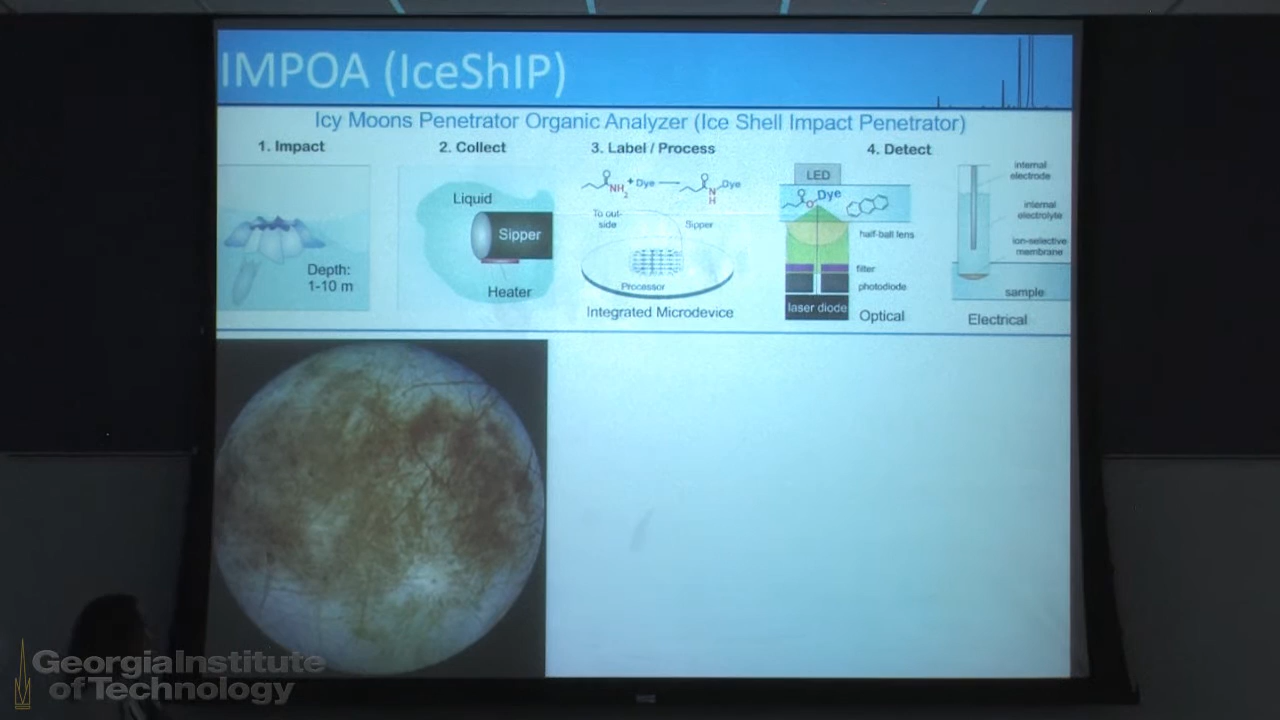 IMPOA (IceShIP)
Icy Moons Penetrator Organic Analyzer (Ice Shell Impact Penetrator)
1. Impact
Depth:
1-10 m
2. Collect
Liquid
Sipper
Heater
3. Label / Process
NH2
+ Dye
Dye
N
H
To out-
side
Sipper
Processor
Integrated Microdevice
4. Detect
LED
O Dye
half-ball lens
filter
photodiode
laser diode
Optical
internal
electrode
internal
electrolyte
ion-selective
membrane
sample
Electrical
Georgia Institute
of Technology